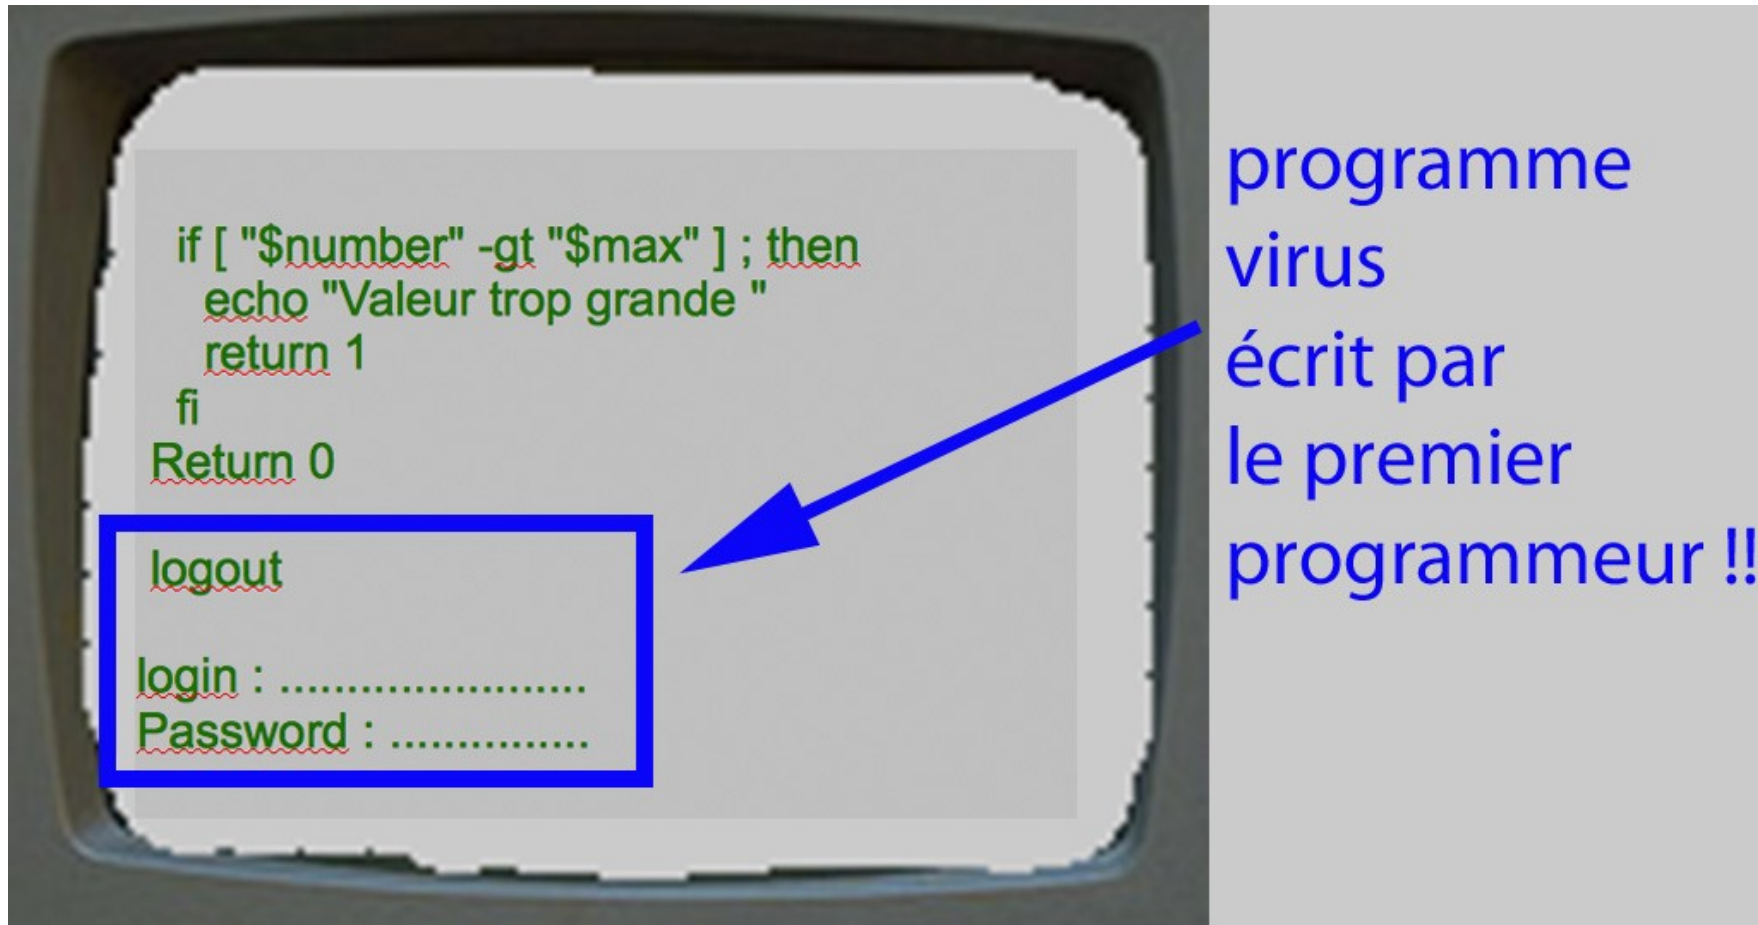 if [ "$number" -gt "$max" ] ; then
echo "Valeur trop grande "
return 1
fi
Return 0
logout
login : .......................
Password : ...............
programme
virus
écrit par
le premier
programmeur !!